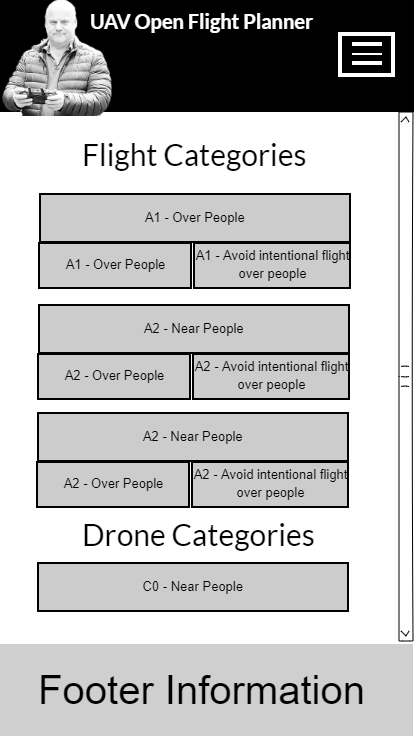 UAV Open Flight Planner
Flight Categories
A1 - Over People
A1 - Over People
A1 - Avoid intentional flight
over people
A2 - Near People
A2 - Over People
A2 - Avoid intentional flight
over people
A2 - Near People
A2 - Over People
A2 - Avoid intentional flight
over people
Drone Categories
C0 - Near People
Footer Information